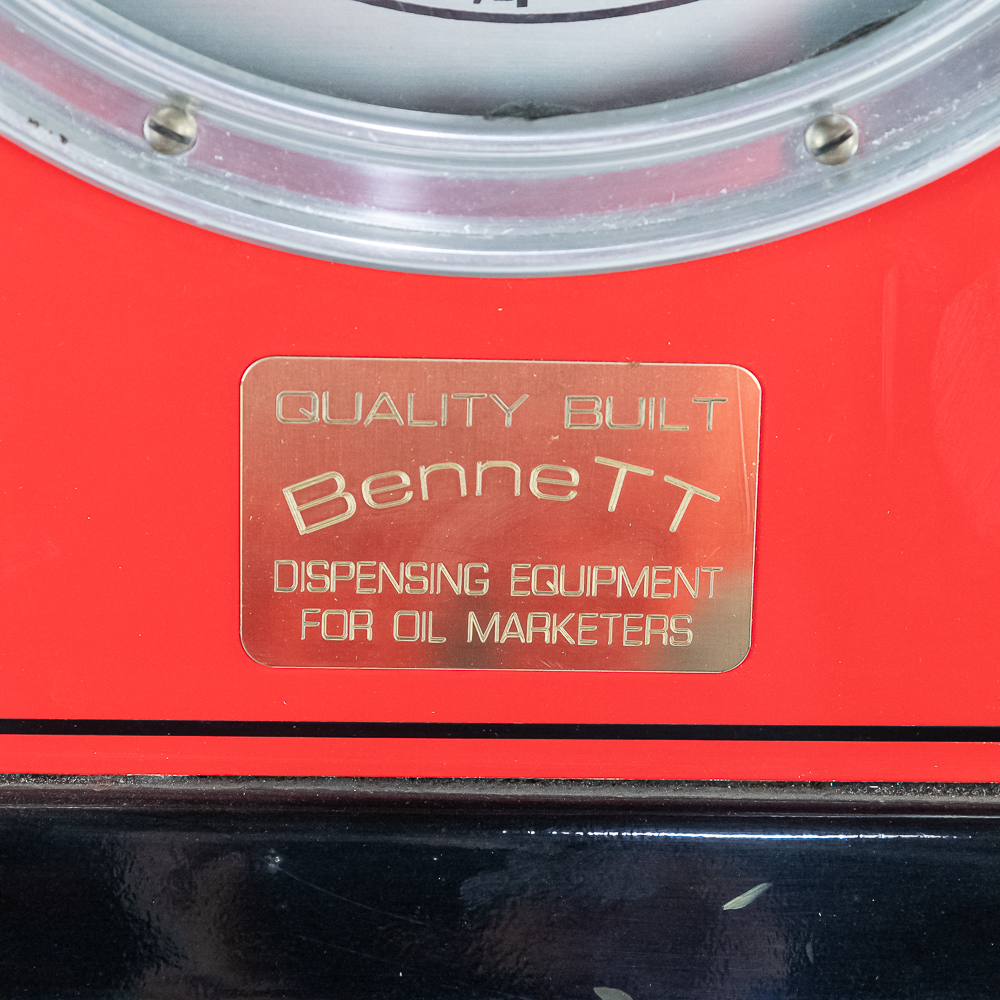 QUALITY BUILT
BenneTT
DISPENSING EQUIPMENT
FOR OIL MARKETERS